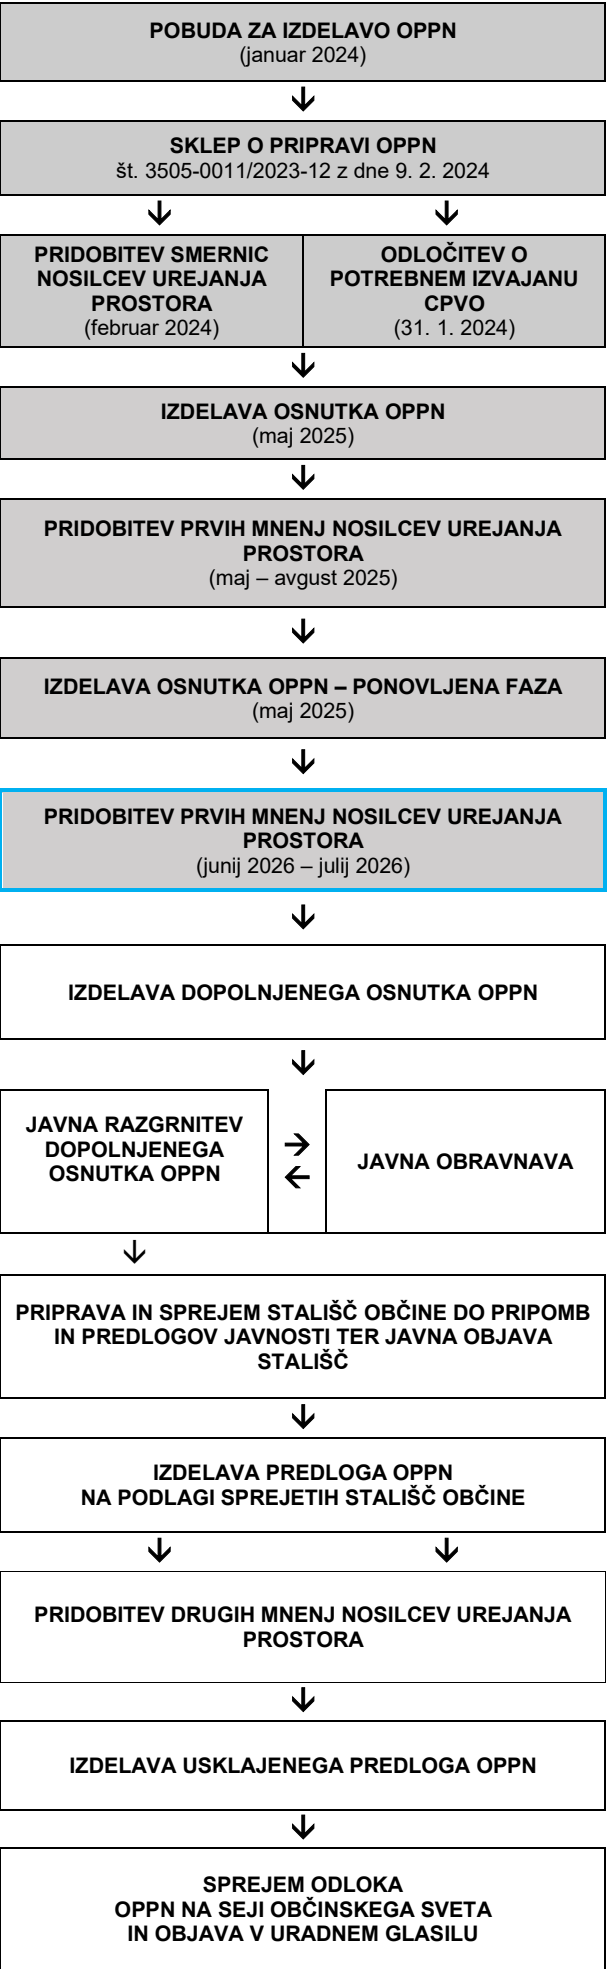 POBUDA ZA IZDELAVO OPPN
(januar 2024)
SKLEP O PRIPRAVI OPPN
št. 3505-0011/2023-12 z dne 9. 2. 2024
PRIDOBITEV SMERNIC
NOSILCEV UREJANJA
PROSTORA
(februar 2024)
ODLOČITEV O
POTREBNEM IZVAJANU
CPVO
(31. 1. 2024)
IZDELAVA OSNUTKA OPPN
(maj 2025)
PRIDOBITEV PRVIH MNENJ NOSILCEV UREJANJA
PROSTORA
(maj – avgust 2025)
IZDELAVA OSNUTKA OPPN – PONOVLJENA FAZA
(maj 2025)
PRIDOBITEV PRVIH MNENJ NOSILCEV UREJANJA
PROSTORA
(junij 2026 – julij 2026)
IZDELAVA DOPOLNJENEGA OSNUTKA OPPN
JAVNA RAZGRNITEV
DOPOLNJENEGA
OSNUTKA OPPN
JAVNA OBRAVNAVA
PRIPRAVA IN SPREJEM STALIŠČ OBČINE DO PRIPOMB
IN PREDLOGOV JAVNOSTI TER JAVNA OBJAVA
STALIŠČ
IZDELAVA PREDLOGA OPPN
NA PODLAGI SPREJETIH STALIŠČ OBČINE
PRIDOBITEV DRUGIH MNENJ NOSILCEV UREJANJA
PROSTORA
IZDELAVA USKLAJENEGA PREDLOGA OPPN
SPREJEM ODLOKA
OPPN NA SEJI OBČINSKEGA SVETA
IN OBJAVA V URADNEM GLASILU